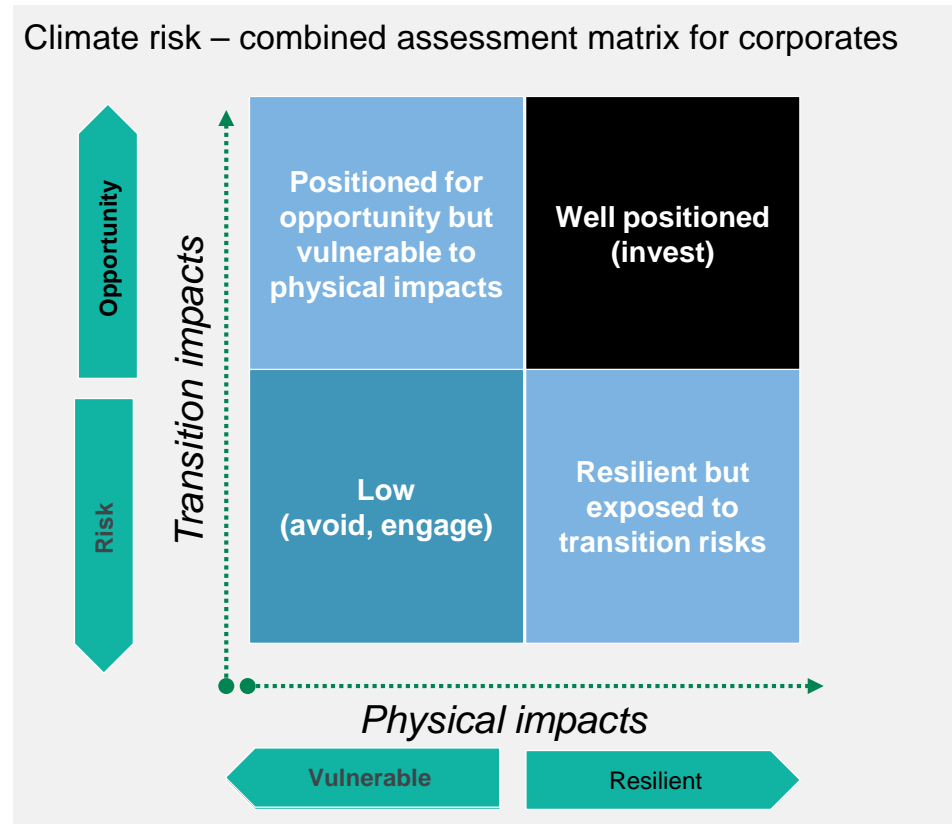 Climate risk – combined assessment matrix for corporates
Opportunity
Risk
Transition impacts
Positioned for
opportunity but
vulnerable to
physical impacts
Well positioned
(invest)
Low
(avoid, engage)
Resilient but
exposed to
transition risks
Physical impacts
Vulnerable
Resilient